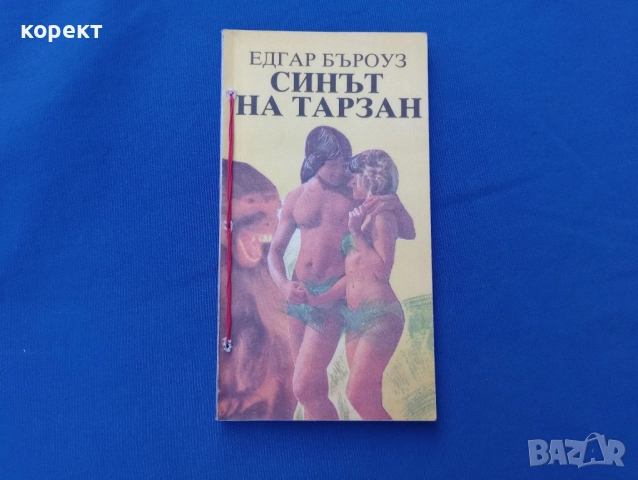 корект
ЕДГАР БЪРОУЗ
СИНЪТ
НА ТАРЗАН
BAZAR